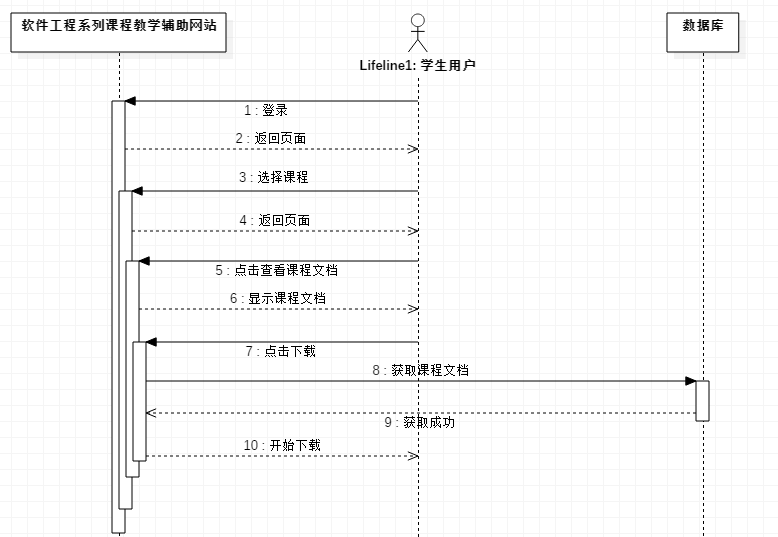 软件工程系列课程教学辅助网站
Lifeline1: 学生用户
数据库
1 : 登录
2 : 返回页面
3 : 选择课程
4 : 返回页面
5 : 点击查看课程文档
6 : 显示课程文档
7 : 点击下载
8 : 获取课程文档
9 : 获取成功
10 : 开始下载